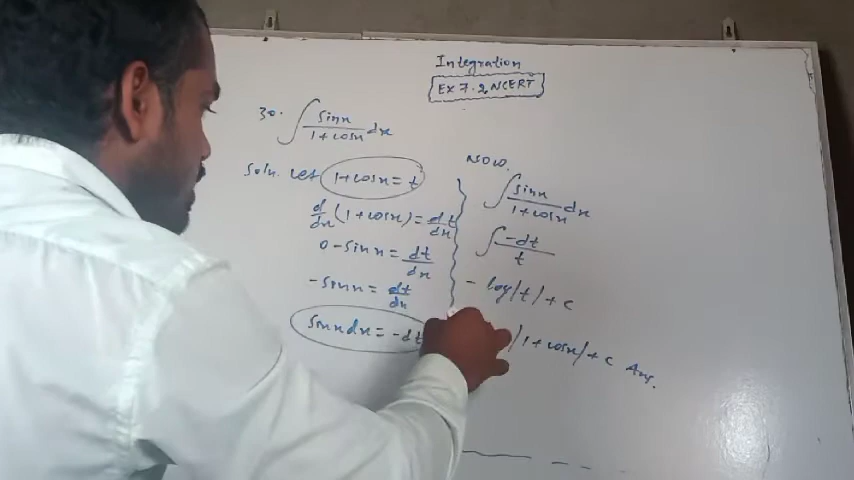 Integration
Ex 7.2 NCERT
30. ∫ sinx / 1+cosx dx
Soln. Let 1+cosx = t
d/dx (1+cosx) = dt/dx
0 - sinx = dt/dx
-sinx = dt/dx
sinx dx = -dt
NOW,
∫ sinx / 1+cosx dx
∫ -dt / t
- log|t| + c
|1+cosx| + c Ans.